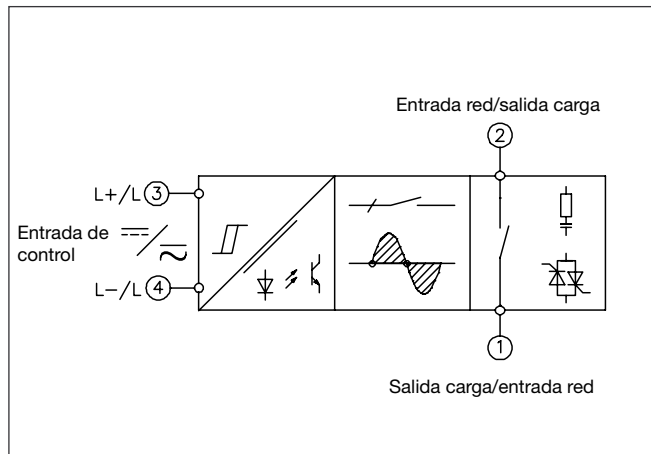 Entrada red/salida carga
2
L+/L 3
Entrada de
control
L−/L 4
1
Salida carga/entrada red